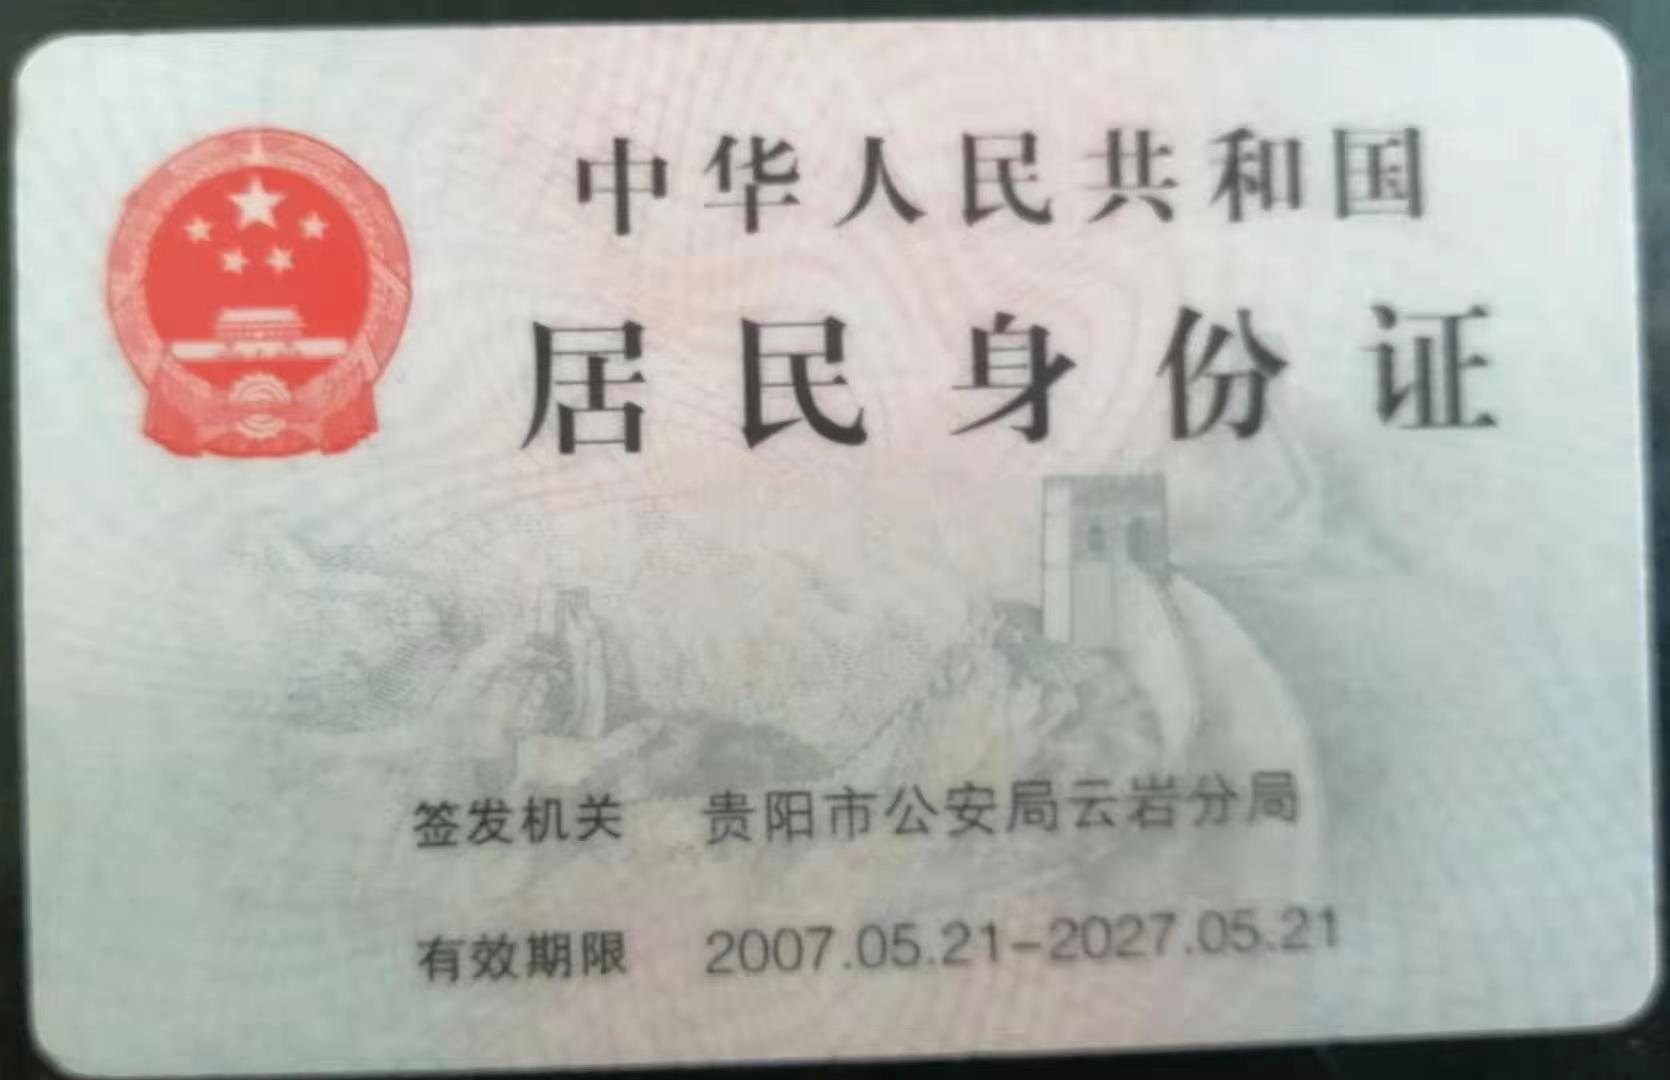 中华人民共和国
居民身份证
签发机关 贵阳市公安局云岩分局
有效期限 2007.05.21-2027.05.21